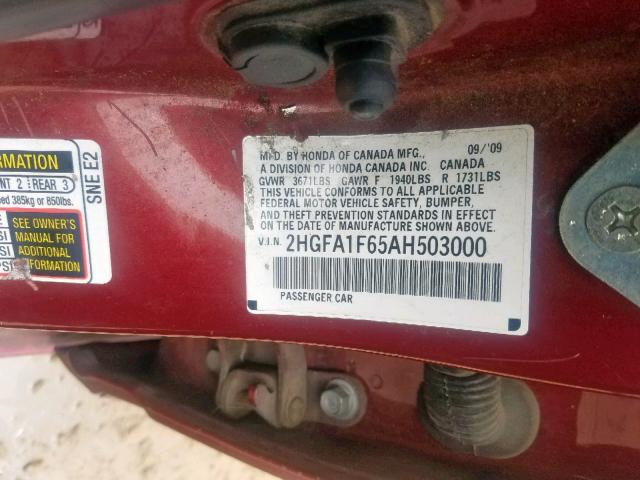 MFD. BY HONDA OF CANADA MFG., 09/'09
A DIVISION OF HONDA CANADA INC. CANADA
GVWR 3671LBS GAWR F 1940LBS R 1731LBS
THIS VEHICLE CONFORMS TO ALL APPLICABLE
FEDERAL MOTOR VEHICLE SAFETY, BUMPER,
AND THEFT PREVENTION STANDARDS IN EFFECT
ON THE DATE OF MANUFACTURE SHOWN ABOVE.
V.I.N. 2HGFA1F65AH503000
PASSENGER CAR
2 REAR 3
385kg or 850lbs.
SEE OWNER'S
MANUAL FOR
ADDITIONAL
INFORMATION
SNE E2